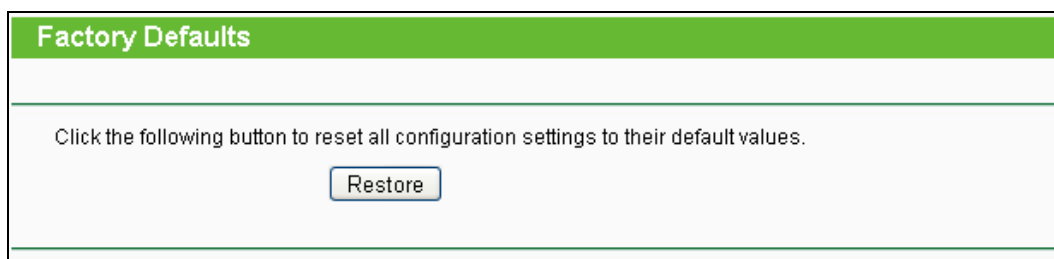 Factory Defaults
Click the following button to reset all configuration settings to their default values.
Restore